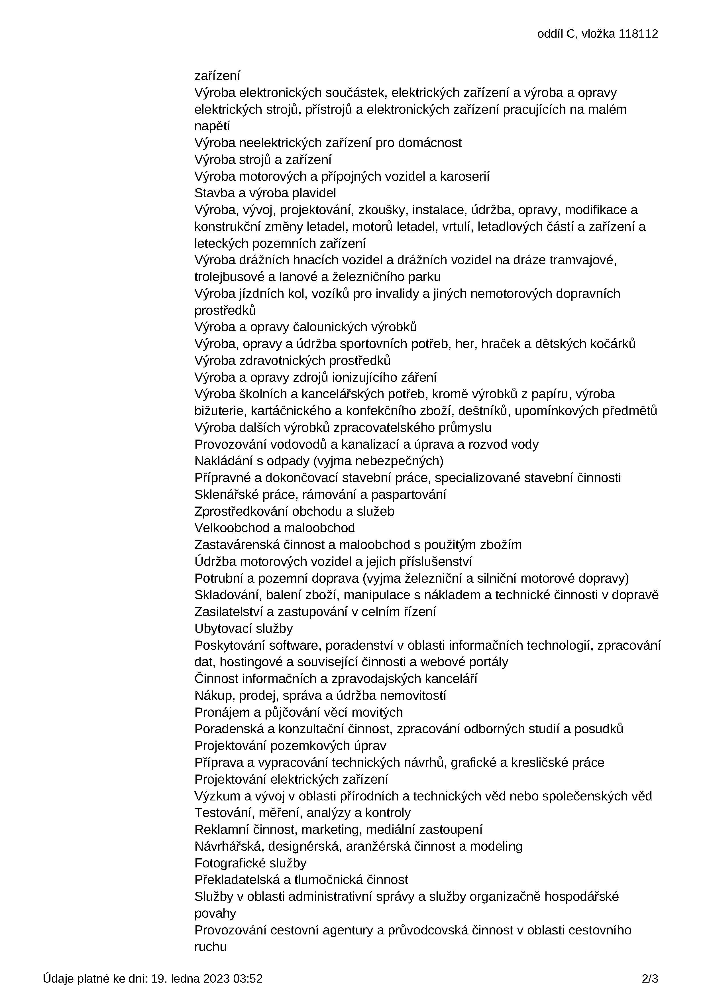 oddíl C, vložka 118112
zařízení
Výroba elektronických součástek, elektrických zařízení a výroba a opravy
elektrických strojů, přístrojů a elektronických zařízení pracujících na malém
napětí
Výroba neelektrických zařízení pro domácnost
Výroba strojů a zařízení
Výroba motorových a přípojných vozidel a karoserií
Stavba a výroba plavidel
Výroba, vývoj, projektování, zkoušky, instalace, údržba, opravy, modifikace a
konstrukční změny letadel, motorů letadel, vrtulí, letadlových částí a zařízení a
leteckých pozemních zařízení
Výroba drážních hnacích vozidel a drážních vozidel na dráze tramvajové,
trolejbusové a lanové a železničního parku
Výroba jízdních kol, vozíků pro invalidy a jiných nemotorových dopravních
prostředků
Výroba a opravy čalounických výrobků
Výroba, opravy a údržba sportovních potřeb, her, hraček a dětských kočárků
Výroba zdravotnických prostředků
Výroba a opravy zdrojů ionizujícího záření
Výroba školních a kancelářských potřeb, kromě výrobků z papíru, výroba
bižuterie, kartáčnického a konfekčního zboží, deštníků, upomínkových předmětů
Výroba dalších výrobků zpracovatelského průmyslu
Provozování vodovodů a kanalizací a úprava a rozvod vody
Nakládání s odpady (vyjma nebezpečných)
Přípravné a dokončovací stavební práce, specializované stavební činnosti
Sklenářské práce, rámování a paspartování
Zprostředkování obchodu a služeb
Velkoobchod a maloobchod
Zastavárenská činnost a maloobchod s použitým zbožím
Údržba motorových vozidel a jejich příslušenství
Potrubní a pozemní doprava (vyjma železniční a silniční motorové dopravy)
Skladování, balení zboží, manipulace s nákladem a technické činnosti v dopravě
Zasilatelství a zastupování v celním řízení
Ubytovací služby
Poskytování software, poradenství v oblasti informačních technologií, zpracování
dat, hostingové a související činnosti a webové portály
Činnost informačních a zpravodajských kanceláří
Nákup, prodej, správa a údržba nemovitostí
Pronájem a půjčování věcí movitých
Poradenská a konzultační činnost, zpracování odborných studií a posudků
Projektování pozemkových úprav
Příprava a vypracování technických návrhů, grafické a kresličské práce
Projektování elektrických zařízení
Výzkum a vývoj v oblasti přírodních a technických věd nebo společenských věd
Testování, měření, analýzy a kontroly
Reklamní činnost, marketing, mediální zastoupení
Návrhářská, designérská, aranžérská činnost a modeling
Fotografické služby
Překladatelská a tlumočnická činnost
Služby v oblasti administrativní správy a služby organizačně hospodářské
povahy
Provozování cestovní agentury a průvodcovská činnost v oblasti cestovního
ruchu
Údaje platné ke dni: 19. ledna 2023 03:52
2/3